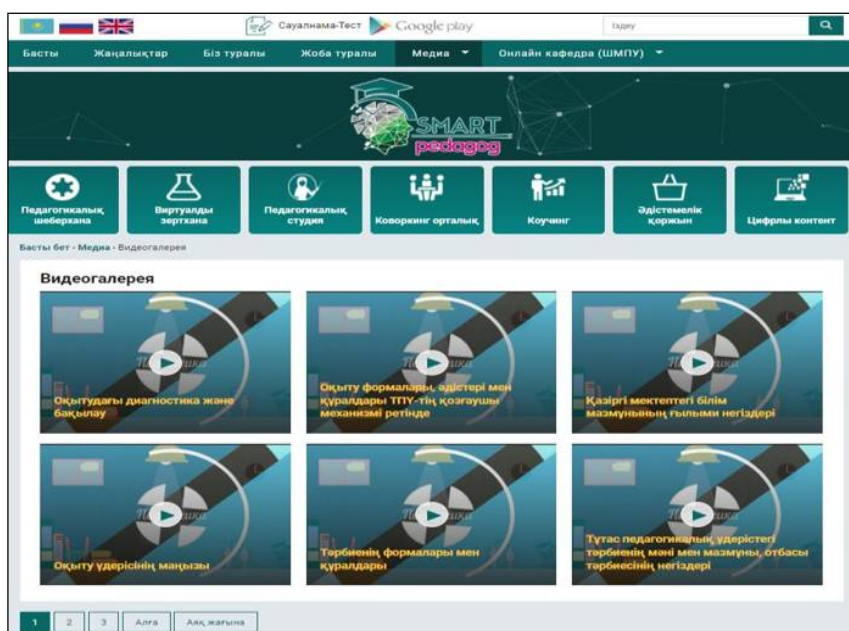 Сауалнама-Тест Google play Іздеу
Басты Жаңалықтар Біз туралы Жоба туралы Медиа Онлайн кафедра (ШМПУ)
SMART
pedagog
Педагогикалық
шеберхана
Виртуалды
зертхана
Педагогикалық
студия
Коворкинг орталық
Коучинг
Әдістемелік
қоржын
Цифрлы контент
Басты бет - Медиа - Видеогалерея
Видеогалерея
Оқытудағы диагностика және
бақылау
Оқыту формалары, әдістері мен
құралдары ТПҮ-тің қозғаушы
механизмі ретінде
Қазіргі мектептегі білім
мазмұнының ғылыми негіздері
Оқыту үдерісінің маңызы
Тәрбиенің формалары мен
құралдары
Тұтас педагогикалық үдерістегі
тәрбиенің мәні мен мазмұны, отбасы
тәрбиесінің негіздері
1 2 3 Алға Аяқ жағына